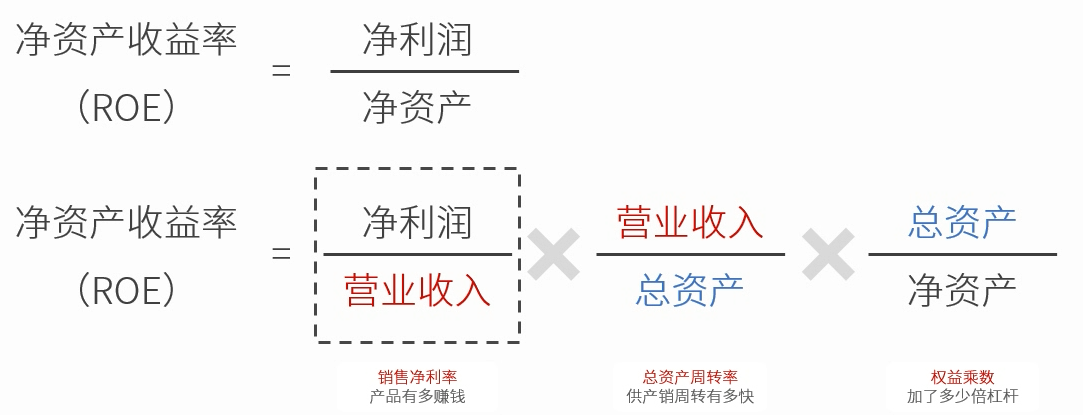 净资产收益率
(ROE)
=
净利润
净资产
净资产收益率
(ROE)
=
净利润
营业收入
×
营业收入
总资产
×
总资产
净资产
销售净利率
产品有多赚钱
总资产周转率
供产销周转有多快
权益乘数
加了多少倍杠杆